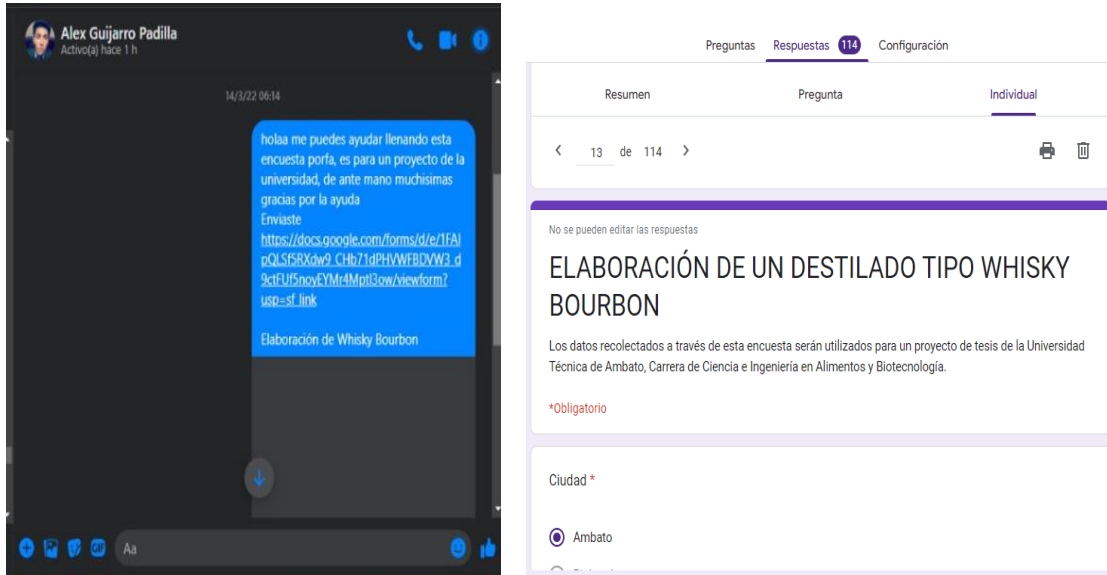 Alex Guijarro Padilla
Activo(a) hace 1 h
14/3/22 06:14
holaa me puedes ayudar llenando esta
encuesta porfa, es para un proyecto de la
universidad, de ante mano muchisimas
gracias por la ayuda
Enviaste
https://docs.google.com/forms/d/e/1FAI
pQLSf5RXdw9_CHb71dPHVWFBDVW3_d
9ctFUf5noyEYMr4Mptl3ow/viewform?
usp=sf_link
Elaboración de Whisky Bourbon
GIF
Aa
Preguntas Respuestas 114 Configuración
Resumen Pregunta Individual
13 de 114
No se pueden editar las respuestas
ELABORACIÓN DE UN DESTILADO TIPO WHISKY
BOURBON
Los datos recolectados a través de esta encuesta serán utilizados para un proyecto de tesis de la Universidad
Técnica de Ambato, Carrera de Ciencia e Ingeniería en Alimentos y Biotecnología.
*Obligatorio
Ciudad *
Ambato